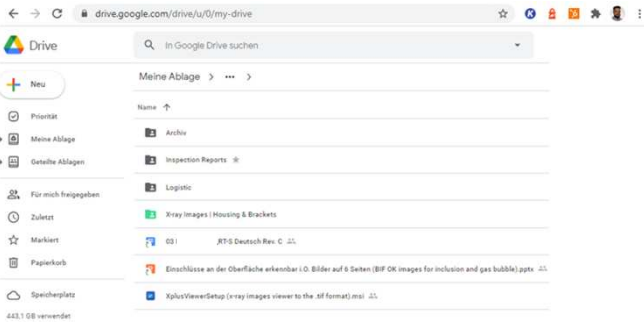 drive.google.com/drive/u/0/my-drive
Drive
In Google Drive suchen
Neu
Meine Ablage > ••• >
Name
Priorität
Meine Ablage
Geteilte Ablagen
Für mich freigegeben
Zuletzt
Markiert
Papierkorb
Speicherplatz
443,1 GB verwendet
Archiv
Inspection Reports
Logistic
X-ray Images | Housing & Brackets
03 | ,RT-S Deutsch Rev. C
Einschlüsse an der Oberfläche erkennbar i.O. Bilder auf 6 Seiten (BIF OK images for inclusion and gas bubble).pptx
XplusViewerSetup (x-ray images viewer to the .tif format).msi